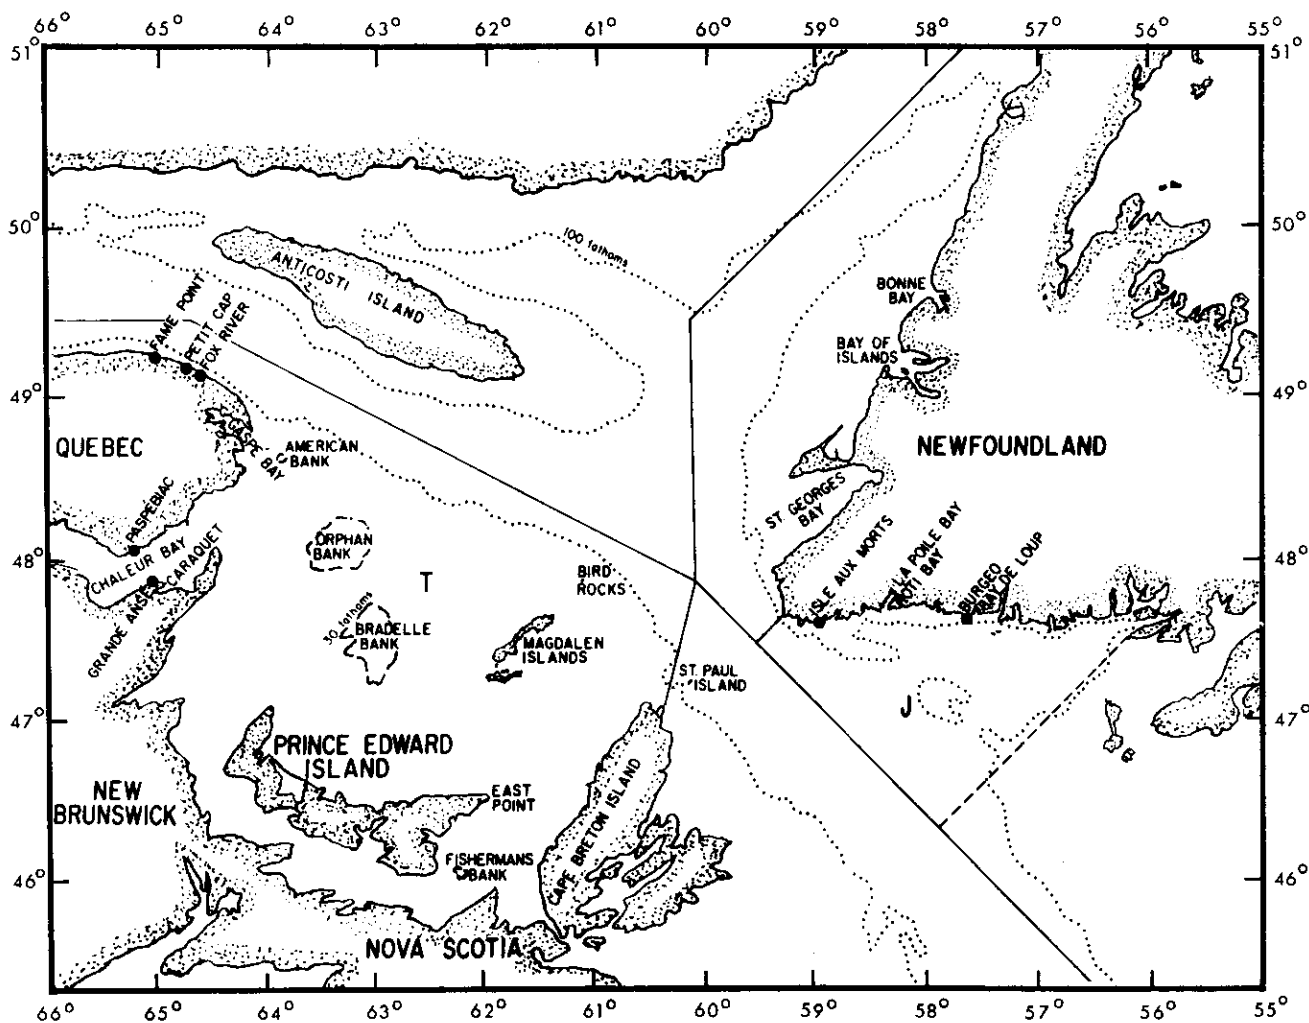 66° 65° 64° 63° 62° 61° 60° 59° 58° 57° 56° 55°
51° 51°
50° 50°
100 fathoms
ANTICOSTI ISLAND
BONNE
BAY
FAME POINT
PETIT CAP
FOX RIVER
BAY OF
ISLANDS
49° 49°
QUEBEC
GASPE BAY
AMERICAN
BANK
NEWFOUNDLAND
PASPEBIAC
ST GEORGES
BAY
ORPHAN
BANK
48° 48°
CHALEUR BAY
CARAQUET
GRANDE ANSE
T
BIRD
ROCKS
ISLE AUX MORTS
LA POILE BAY
ROTI BAY
BURGEO
BAY DE LOUP
30 fathoms
BRADELLE
BANK
MAGDALEN
ISLANDS
ST. PAUL
ISLAND
J
47° 47°
PRINCE EDWARD
ISLAND
NEW
BRUNSWICK
EAST
POINT
CAPE BRETON ISLAND
FISHERMANS
BANK
46° 46°
NOVA SCOTIA
66° 65° 64° 63° 62° 61° 60° 59° 58° 57° 56° 55°